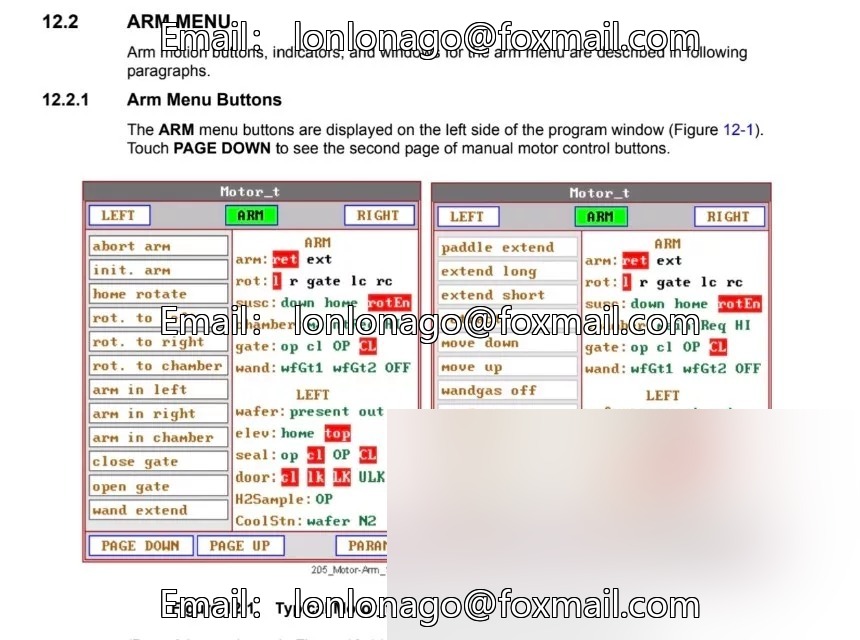 12.2 ARM MENU
Email: lonlonago@foxmail.com
Arm motion buttons, indicators, and windows for the arm menu are described in following
paragraphs.
12.2.1 Arm Menu Buttons
The ARM menu buttons are displayed on the left side of the program window (Figure 12-1).
Touch PAGE DOWN to see the second page of manual motor control buttons.
Motor_t
LEFT ARM RIGHT
abort arm
init. arm
home rotate
rot. to
rot. to right
rot. to chamber
arm in left
arm in right
arm in chamber
close gate
open gate
wand extend
ARM
arm: ret ext
rot: l r gate lc rc
susc: down home rotEn
chamber
gate: op cl OP CL
wand: wfGt1 wfGt2 OFF
LEFT
wafer: present out
elev: home top
seal: op cl OP CL
door: cl lk LK ULK
H2Sample: OP
CoolStn: wafer N2
PAGE DOWN PAGE UP
Motor_t
LEFT ARM RIGHT
paddle extend
extend long
extend short
move down
move up
wandgas off
ARM
arm: ret ext
rot: l r gate lc rc
susc: down home rotEn
Req HI
gate: op cl OP CL
wand: wfGt1 wfGt2 OFF
LEFT
Email: lonlonago@foxmail.com
205_Motor-Arm_
Email: lonlonago@foxmail.com